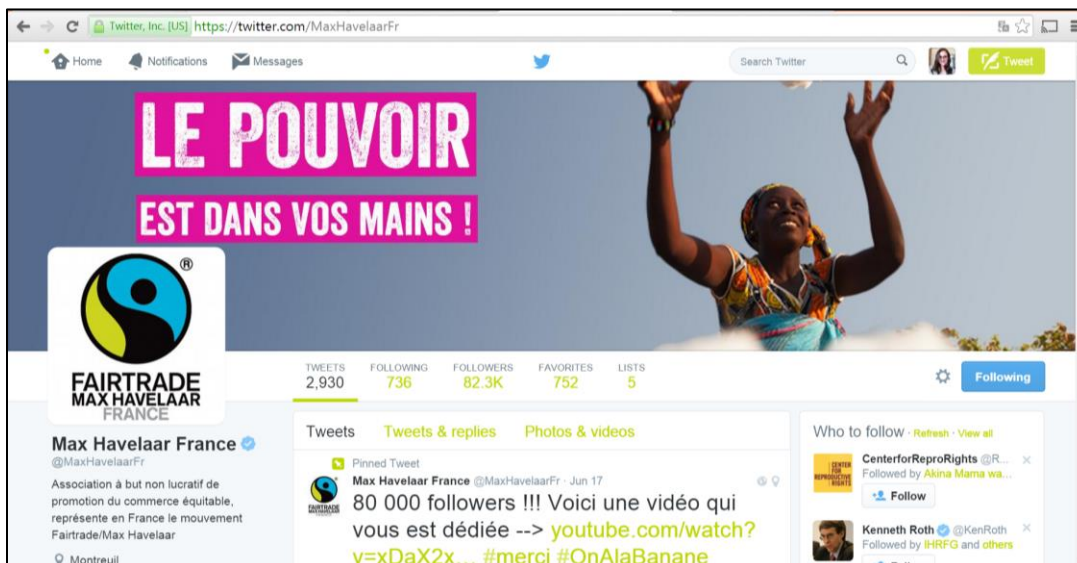 Twitter, Inc. [US] https://twitter.com/MaxHavelaarFr
Home Notifications Messages Search Twitter Tweet
LE POUVOIR
EST DANS VOS MAINS !
®
FAIRTRADE
MAX HAVELAAR
FRANCE
TWEETS FOLLOWING FOLLOWERS FAVORITES LISTS
2,930 736 82.3K 752 5
Following
Max Havelaar France
@MaxHavelaarFr
Association à but non lucratif de
promotion du commerce équitable,
représente en France le mouvement
Fairtrade/Max Havelaar
Montreuil
Tweets Tweets & replies Photos & videos
Pinned Tweet
Max Havelaar France @MaxHavelaarFr · Jun 17
80 000 followers !!! Voici une vidéo qui
vous est dédiée --> youtube.com/watch?
v=xDaX2x... #merci #OnAlaBanane
Who to follow · Refresh · View all
CENTER
FOR
REPRODUCTIVE
RIGHTS
CenterforReproRights @R...
Followed by Akina Mama wa...
Follow
Kenneth Roth @KenRoth
Followed by IHRFG and others
Follow